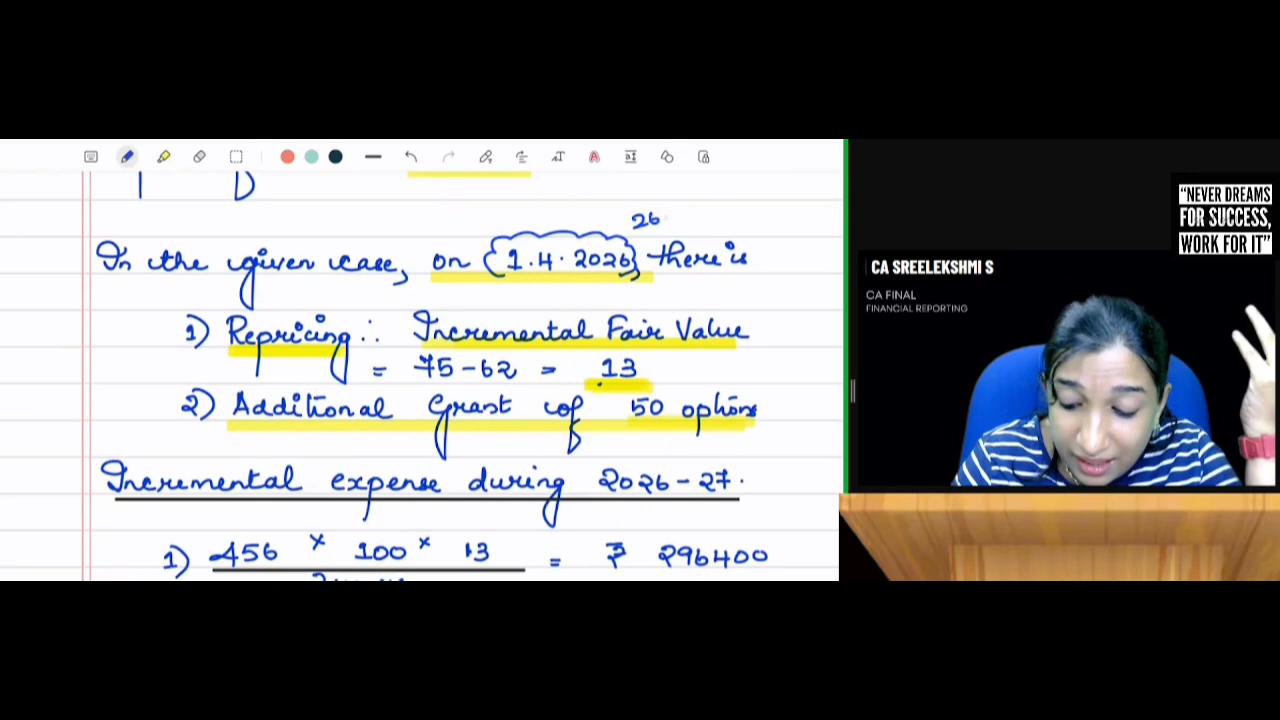 26
In the given case, on {1.4.2026} there is
1) Repricing ∴ Incremental Fair Value
= 75-62 = 13
2) Additional Grant of 50 options
Incremental expense during 2026-27.
1) 456 × 100 × 13 = ₹ 296400
"NEVER DREAMS
FOR SUCCESS,
WORK FOR IT"
CA SREELEKSHMI S
CA FINAL
FINANCIAL REPORTING